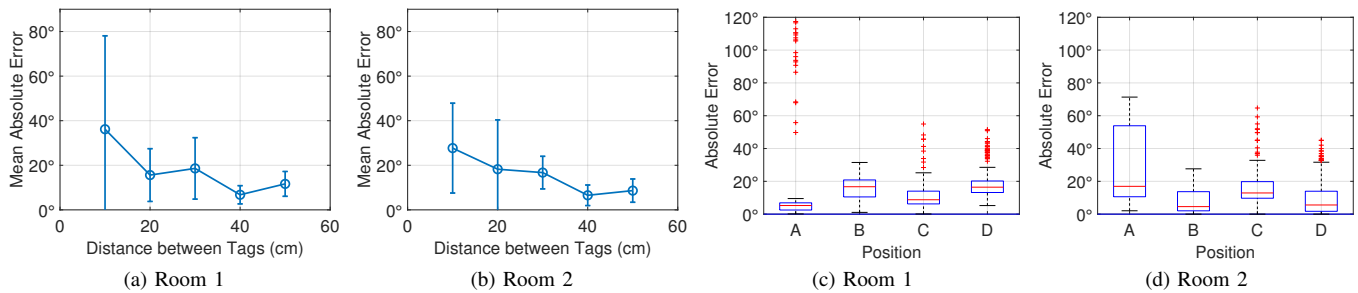 Mean Absolute Error
80°
60°
40°
20°
0°
0 20 40 60
Distance between Tags (cm)
(a) Room 1
Mean Absolute Error
80°
60°
40°
20°
0°
0 20 40 60
Distance between Tags (cm)
(b) Room 2
Absolute Error
120°
100°
80°
60°
40°
20°
0°
A B C D
Position
(c) Room 1
Absolute Error
120°
100°
80°
60°
40°
20°
0°
A B C D
Position
(d) Room 2